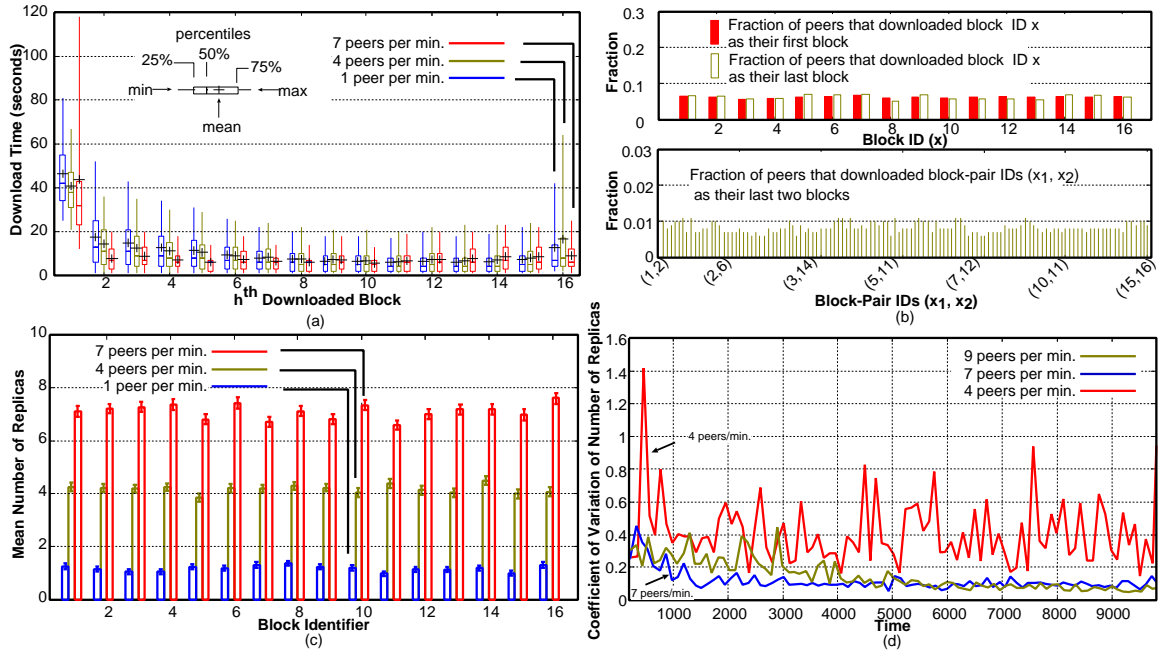 120
100
80
60
40
20
0
Download Time (seconds)
percentiles
50%
25%
75%
min
max
mean
7 peers per min.
4 peers per min.
1 peer per min.
(a)
2 4 6 8 10 12 14 16
hth Downloaded Block
(a)
0.3
0.2
0.1
0
Fraction
Fraction of peers that downloaded block ID x
as their first block
Fraction of peers that downloaded block ID x
as their last block
2 4 6 8 10 12 14 16
Block ID (x)
0.03
0.02
0.01
0
Fraction
Fraction of peers that downloaded block-pair IDs (x1, x2)
as their last two blocks
(1,2) (2,6) (3,14) (5,11) (7,12) (10,11) (15,16)
Block-Pair IDs (x1, x2)
(b)
10
8
6
4
2
0
Mean Number of Replicas
7 peers per min.
4 peers per min.
1 peer per min.
2 4 6 8 10 12 14 16
Block Identifier
(c)
1.6
1.4
1.2
1
0.8
0.6
0.4
0.2
0
Coefficient of Variation of Number of Replicas
9 peers per min.
7 peers per min.
4 peers per min.
4 peers/min.
7 peers/min.
1000 2000 3000 4000 5000 6000 7000 8000 9000
Time
(d)